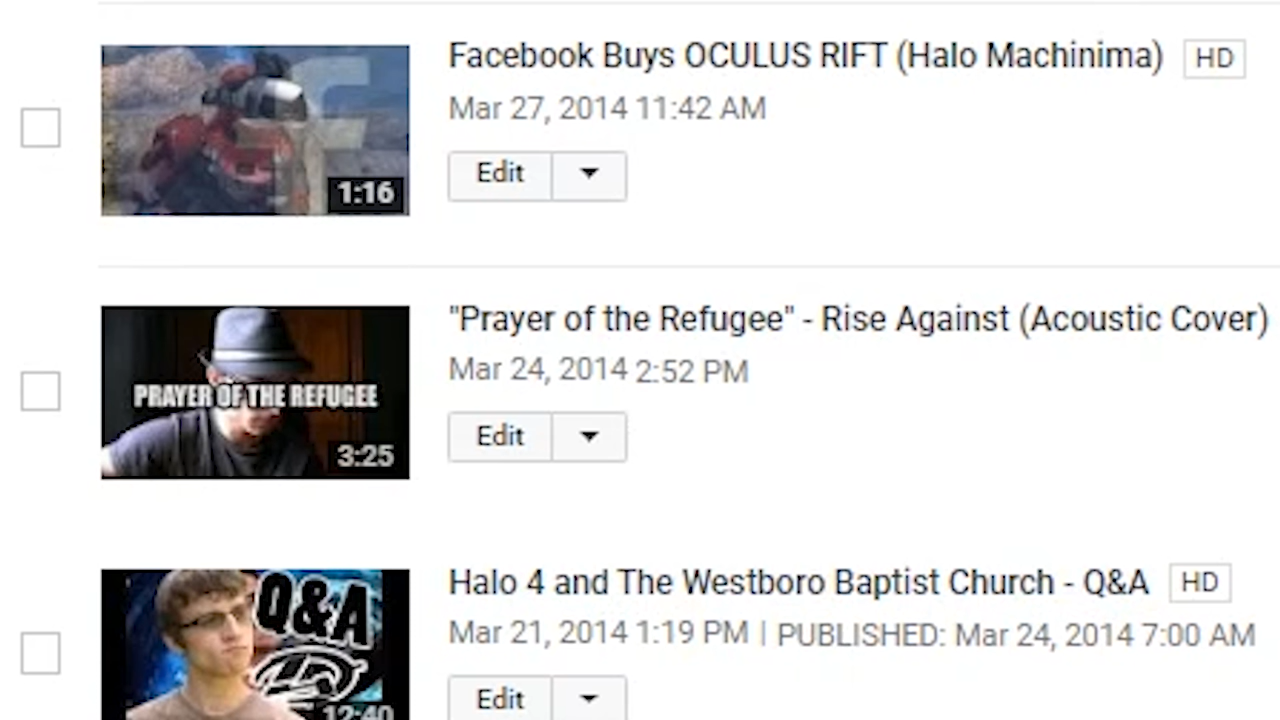 Facebook Buys OCULUS RIFT (Halo Machinima) HD
Mar 27, 2014 11:42 AM
Edit
1:16
"Prayer of the Refugee" - Rise Against (Acoustic Cover)
Mar 24, 2014 2:52 PM
PRAYER OF THE REFUGEE
Edit
3:25
Halo 4 and The Westboro Baptist Church - Q&A HD
Q&A
Mar 21, 2014 1:19 PM | PUBLISHED: Mar 24, 2014 7:00 AM
Edit
12:40